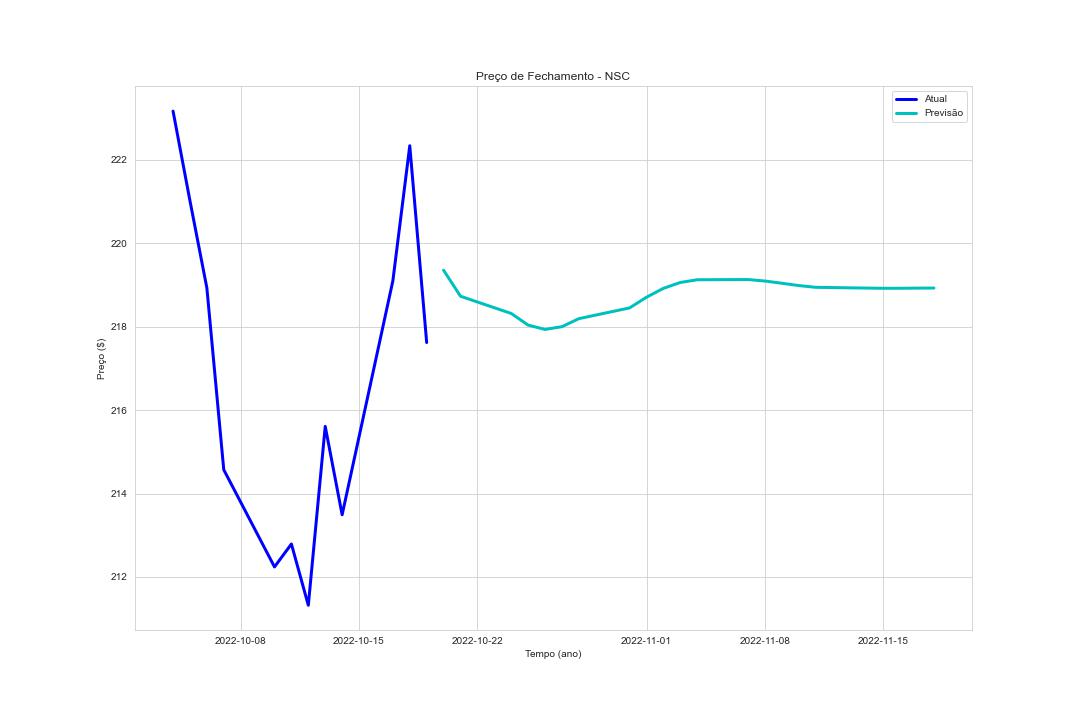 Preço de Fechamento - NSC
Atual
Previsão
222
220
218
216
214
212
Preço ($)
2022-10-08 2022-10-15 2022-10-22 2022-11-01 2022-11-08 2022-11-15
Tempo (ano)